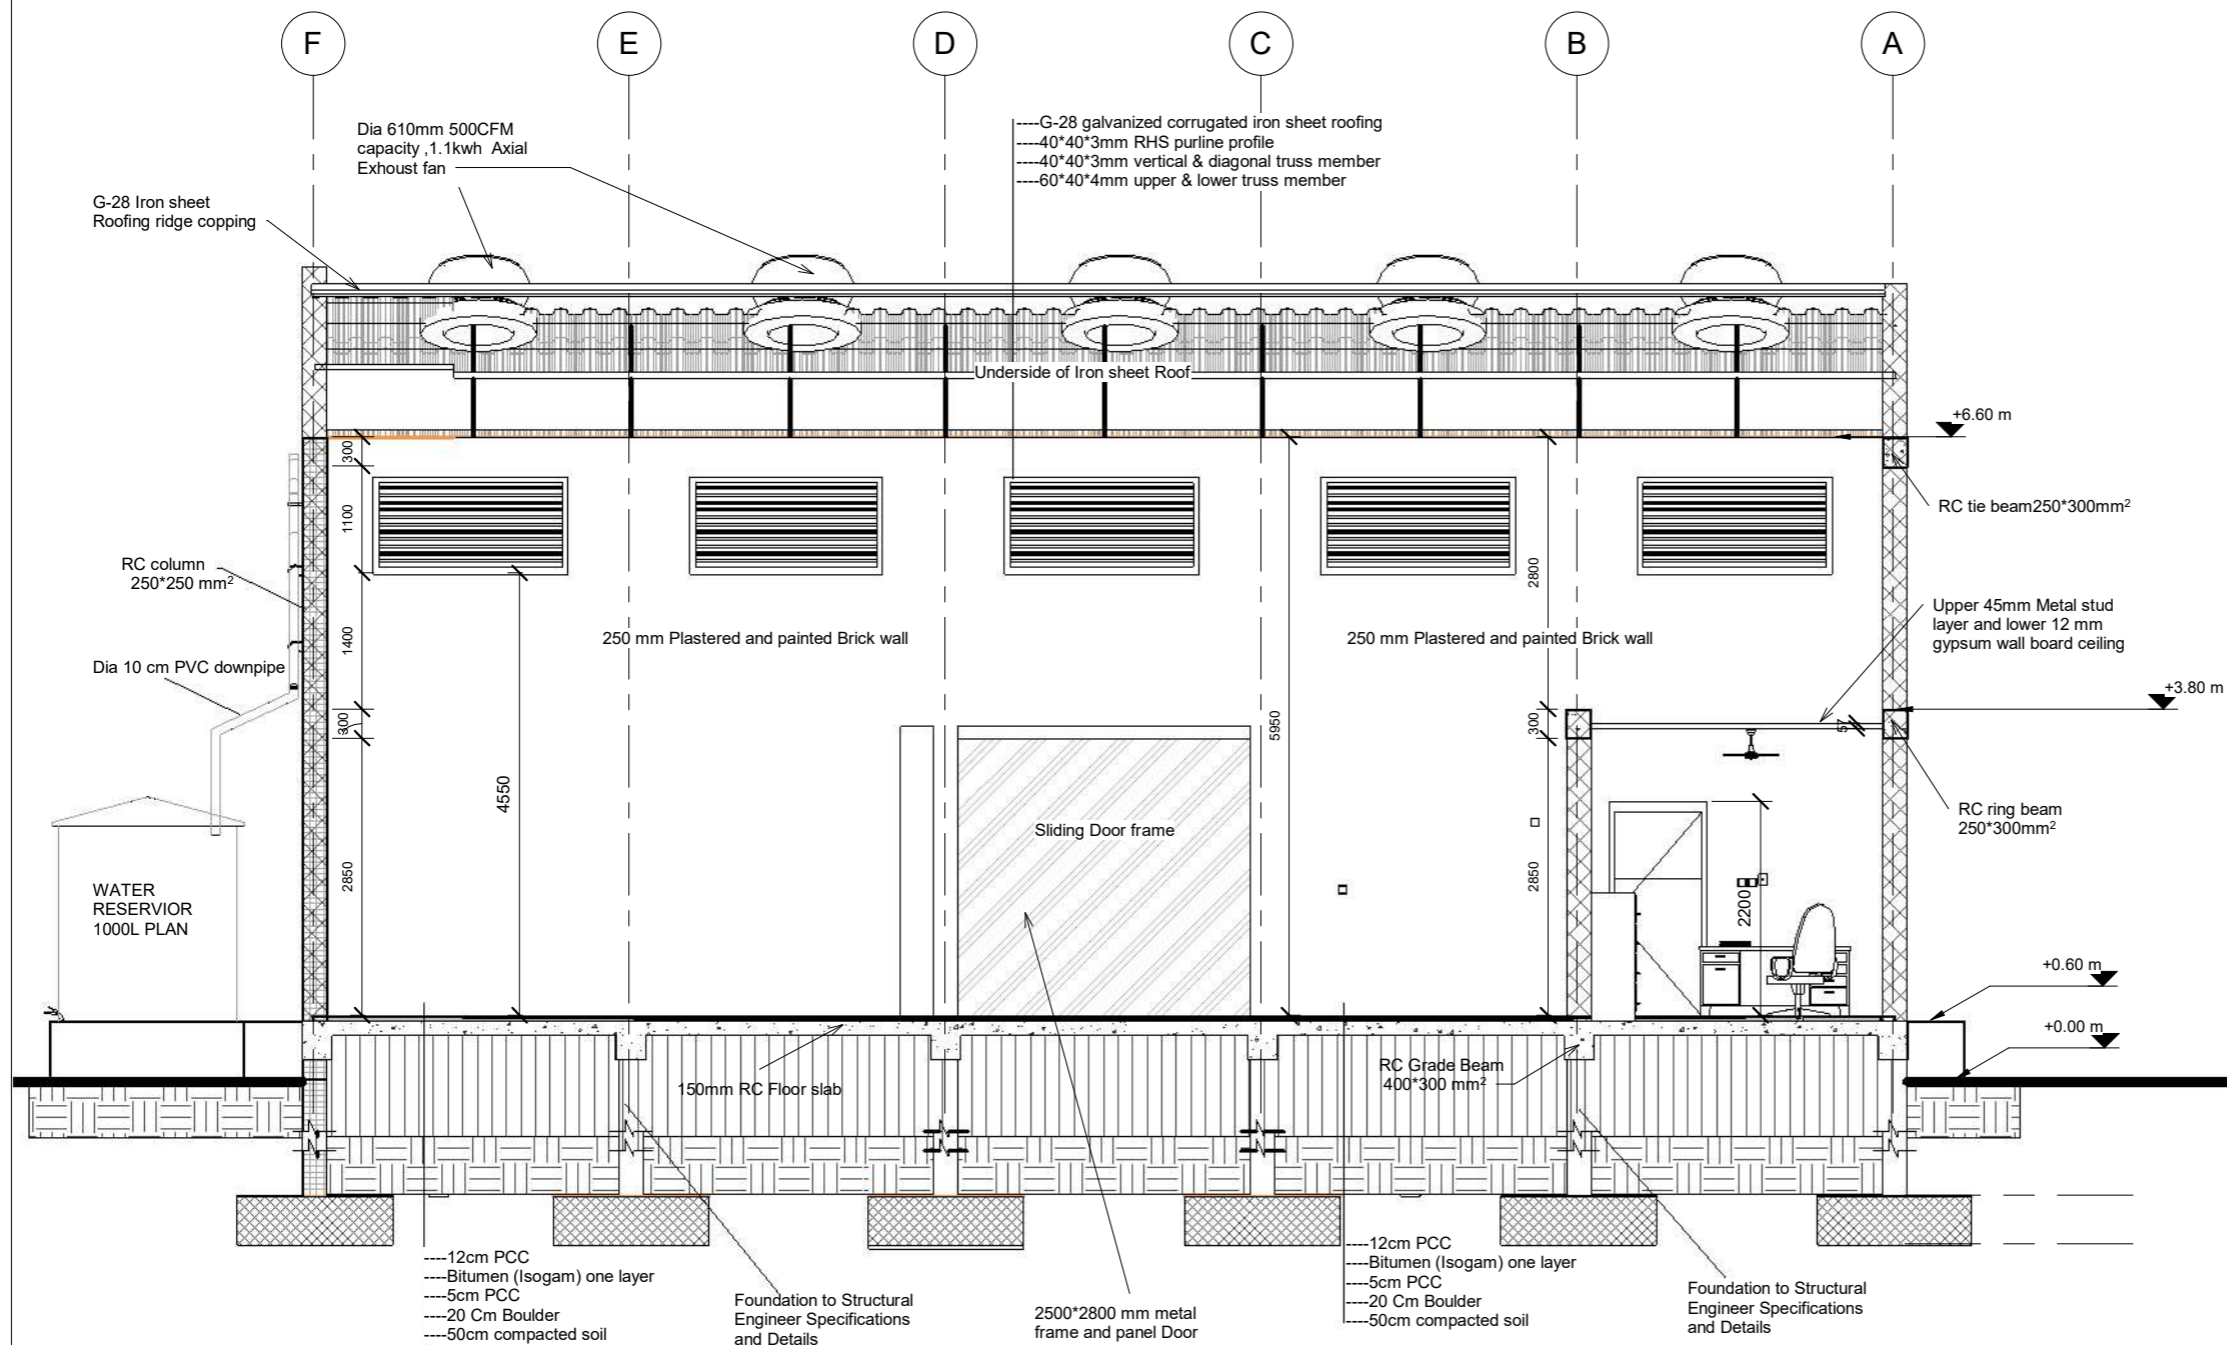 F
E
D
C
B
A
Dia 610mm 500CFM
capacity ,1.1kwh Axial
Exhoust fan
----G-28 galvanized corrugated iron sheet roofing
----40*40*3mm RHS purline profile
----40*40*3mm vertical & diagonal truss member
----60*40*4mm upper & lower truss member
G-28 Iron sheet
Roofing ridge copping
Underside of Iron sheet Roof
+6.60 m
300
1100
RC tie beam250*300mm²
RC column
250*250 mm²
2800
1400
250 mm Plastered and painted Brick wall
250 mm Plastered and painted Brick wall
Upper 45mm Metal stud
layer and lower 12 mm
gypsum wall board ceiling
Dia 10 cm PVC downpipe
+3.80 m
300
5950
300
57
4550
Sliding Door frame
RC ring beam
250*300mm²
2850
2850
2200
WATER
RESERVIOR
1000L PLAN
+0.60 m
+0.00 m
150mm RC Floor slab
RC Grade Beam
400*300 mm²
----12cm PCC
----Bitumen (Isogam) one layer
----5cm PCC
----20 Cm Boulder
----50cm compacted soil
Foundation to Structural
Engineer Specifications
and Details
2500*2800 mm metal
frame and panel Door
----12cm PCC
----Bitumen (Isogam) one layer
----5cm PCC
----20 Cm Boulder
----50cm compacted soil
Foundation to Structural
Engineer Specifications
and Details